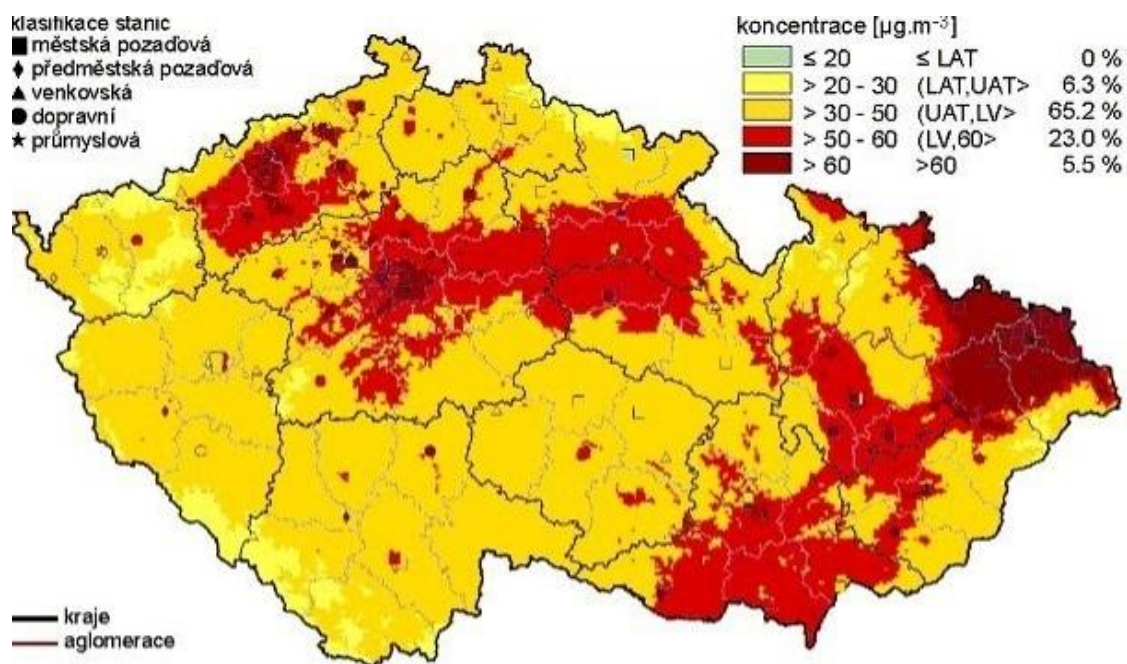 klasifikace stanic
městská pozaďová
předměstská pozaďová
venkovská
dopravní
průmyslová
koncentrace [µg.m⁻³]
≤ 20 ≤ LAT 0 %
> 20 - 30 (LAT,UAT> 6.3 %
> 30 - 50 (UAT,LV> 65.2 %
> 50 - 60 (LV,60> 23.0 %
> 60 >60 5.5 %
kraje
aglomerace